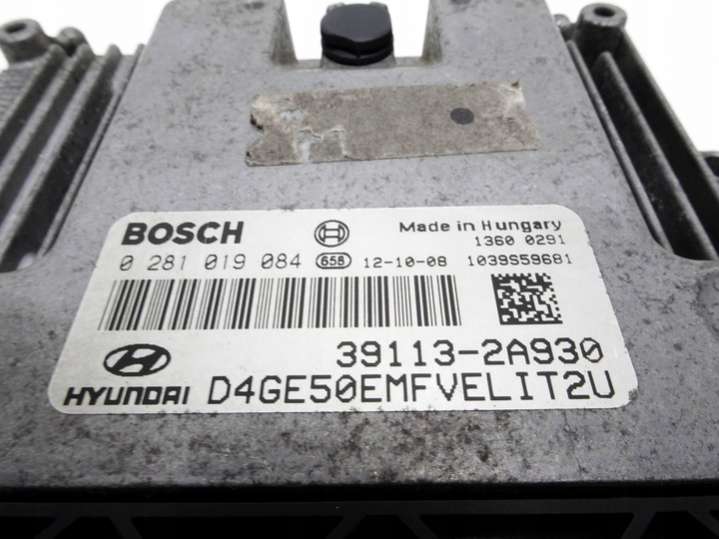 BOSCH
Made in Hungary
1360 0291
0 281 019 084 658 12-10-08 1039S59681
39113-2A930
HYUNDAI D4GE50EMFVELIT2U